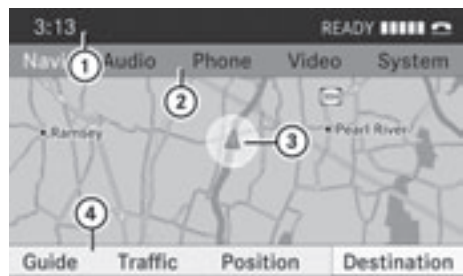 3:13 READY
Navi Audio Phone Video System
1
2
Ramsey
3
Pearl River
4
Guide Traffic Position Destination